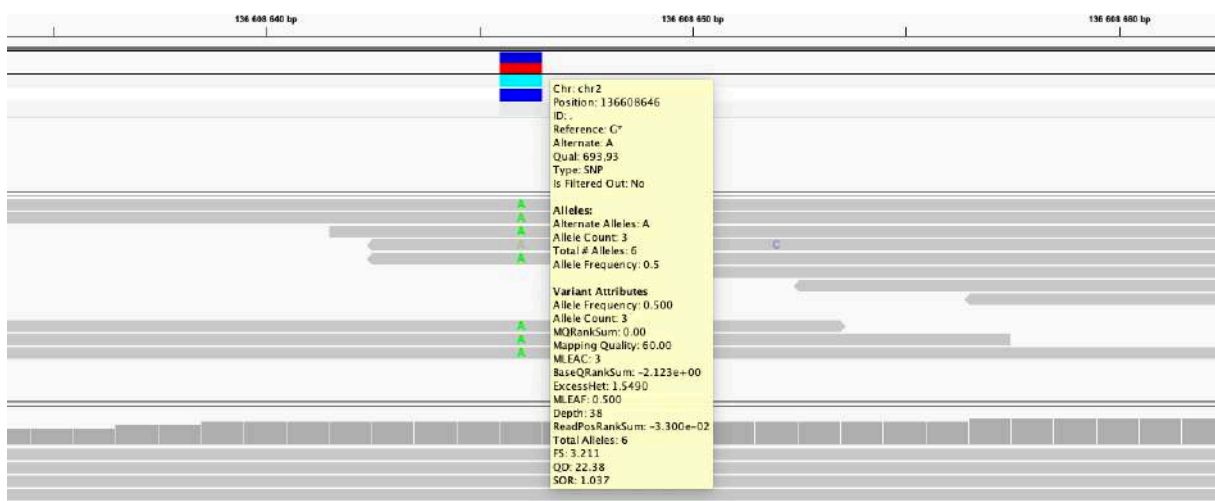 136 608 640 bp 136 608 650 bp 136 608 660 bp
Chr: chr2
Position: 136608646
ID: .
Reference: G*
Alternate: A
Qual: 693,93
Type: SNP
Is Filtered Out: No
Alleles:
Alternate Alleles: A
Allele Count: 3
Total # Alleles: 6
Allele Frequency: 0.5
Variant Attributes
Allele Frequency: 0.500
Allele Count: 3
MQRankSum: 0.00
Mapping Quality: 60.00
MLEAC: 3
BaseQRankSum: -2.123e+00
ExcessHet: 1.5490
MLEAF: 0.500
Depth: 38
ReadPosRankSum: -3.300e-02
Total Alleles: 6
FS: 3.211
QD: 22.38
SOR: 1.037
A
A
A
A
C
A
A
A
A